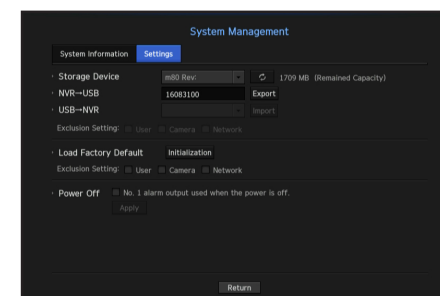 System Management
System Information Settings
· Storage Device m80 Rev: 1709 MB (Remained Capacity)
· NVR→USB 16083100 Export
· USB→NVR Import
Exclusion Setting: User Camera Network
· Load Factory Default Initialization
Exclusion Setting: User Camera Network
· Power Off No. 1 alarm output used when the power is off.
Apply
Return